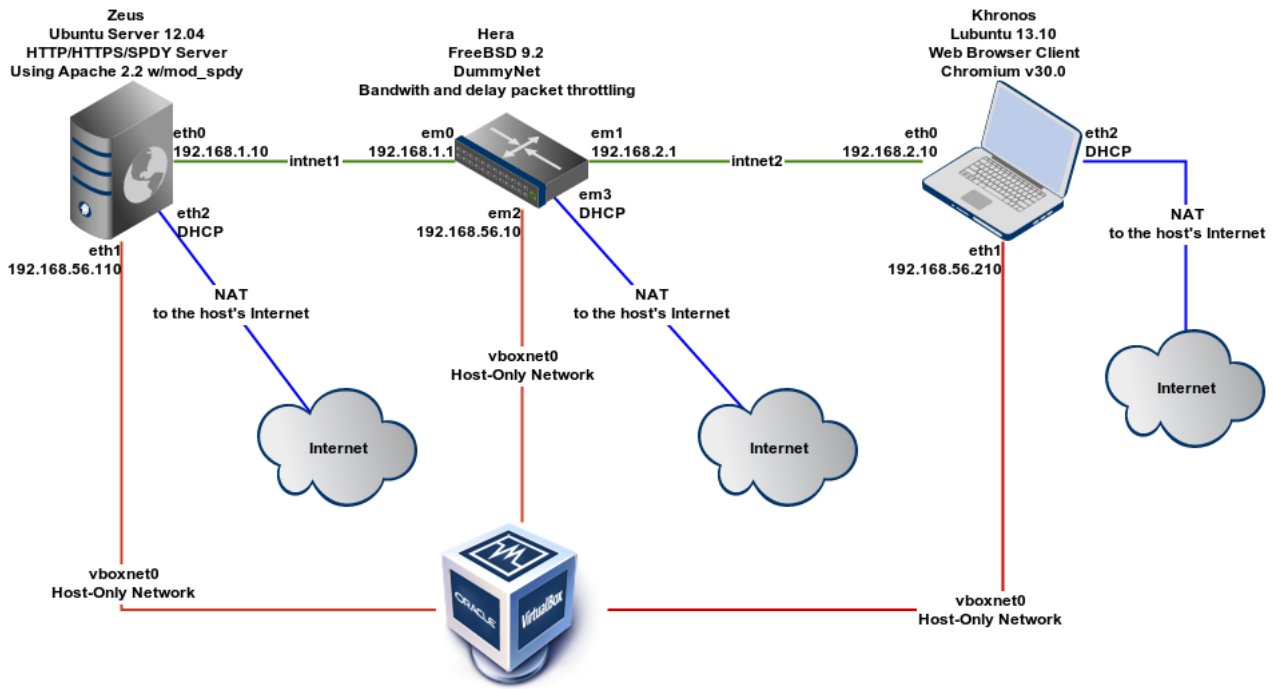 Zeus
Ubuntu Server 12.04
HTTP/HTTPS/SPDY Server
Using Apache 2.2 w/mod_spdy
Hera
FreeBSD 9.2
DummyNet
Bandwith and delay packet throttling
Khronos
Lubuntu 13.10
Web Browser Client
Chromium v30.0
eth0
192.168.1.10
intnet1
em0
192.168.1.1
em1
192.168.2.1
intnet2
eth0
192.168.2.10
eth2
DHCP
eth2
DHCP
eth1
192.168.56.110
em2
192.168.56.10
em3
DHCP
eth1
192.168.56.210
NAT
to the host's Internet
NAT
to the host's Internet
NAT
to the host's Internet
vboxnet0
Host-Only Network
Internet
Internet
Internet
vboxnet0
Host-Only Network
ORACLE
VirtualBox
vboxnet0
Host-Only Network